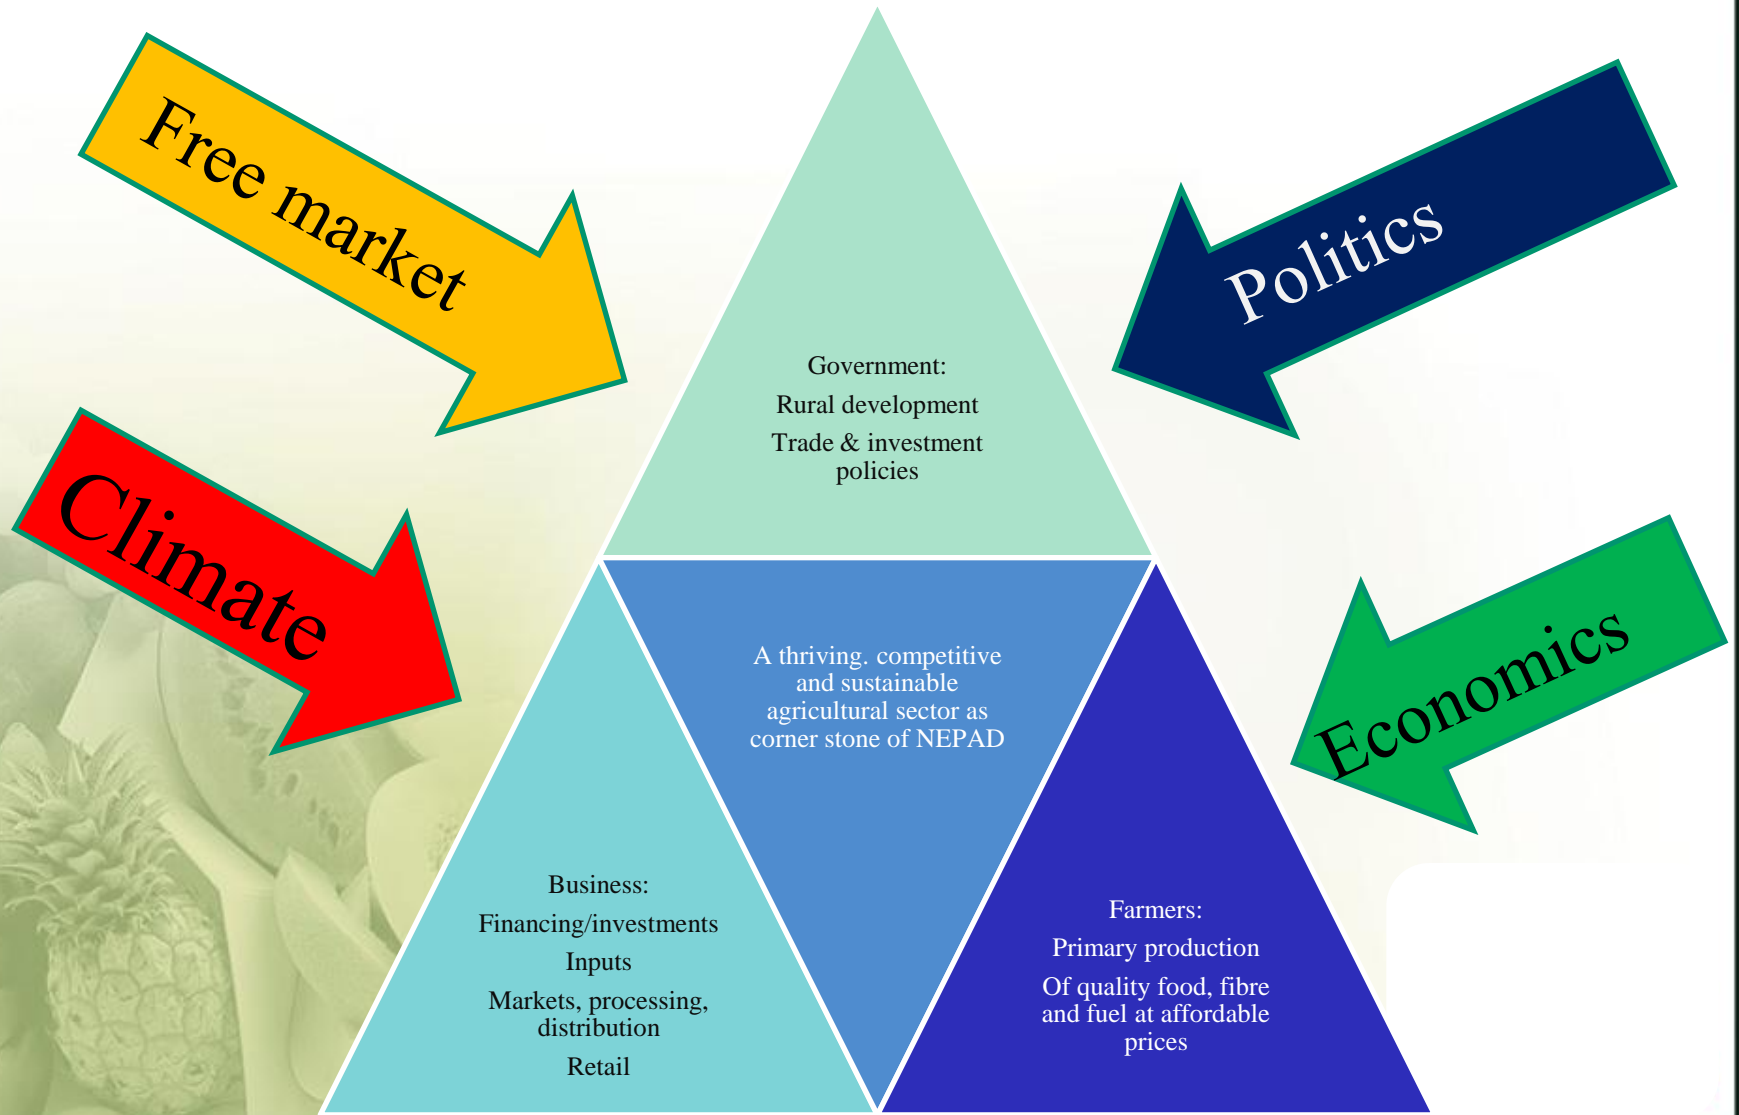 Free market
Politics
Government:
Rural development
Trade & investment
policies
Climate
Economics
A thriving. competitive
and sustainable
agricultural sector as
corner stone of NEPAD
Business:
Financing/investments
Inputs
Markets, processing,
distribution
Retail
Farmers:
Primary production
Of quality food, fibre
and fuel at affordable
prices